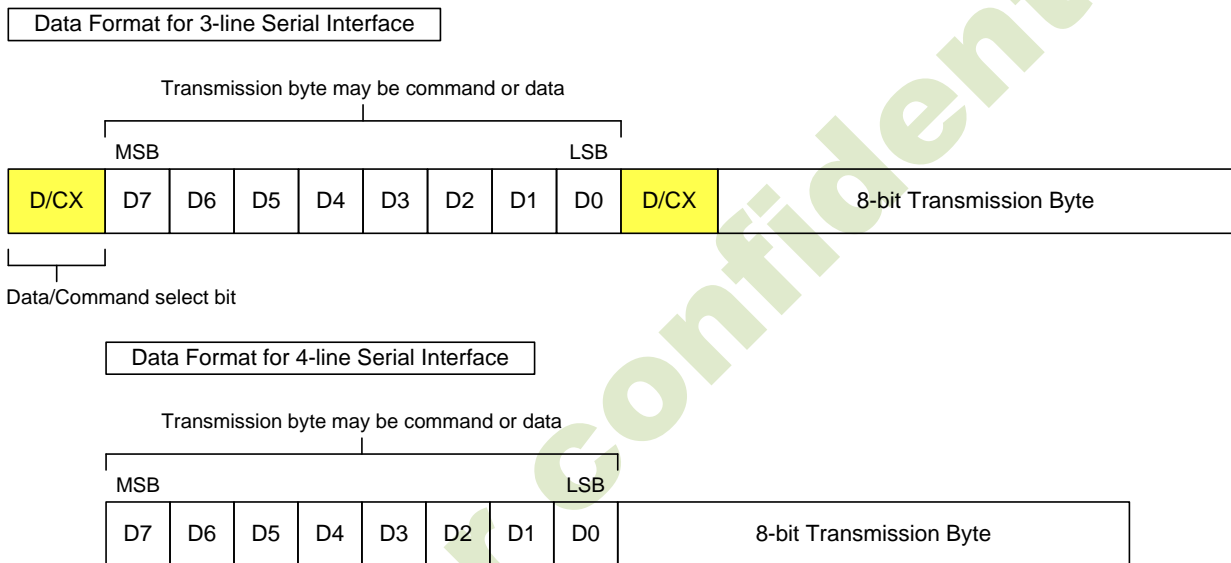 Data Format for 3-line Serial Interface
Transmission byte may be command or data
MSB LSB
D/CX D7 D6 D5 D4 D3 D2 D1 D0 D/CX 8-bit Transmission Byte
Data/Command select bit
Data Format for 4-line Serial Interface
Transmission byte may be command or data
MSB LSB
D7 D6 D5 D4 D3 D2 D1 D0 8-bit Transmission Byte